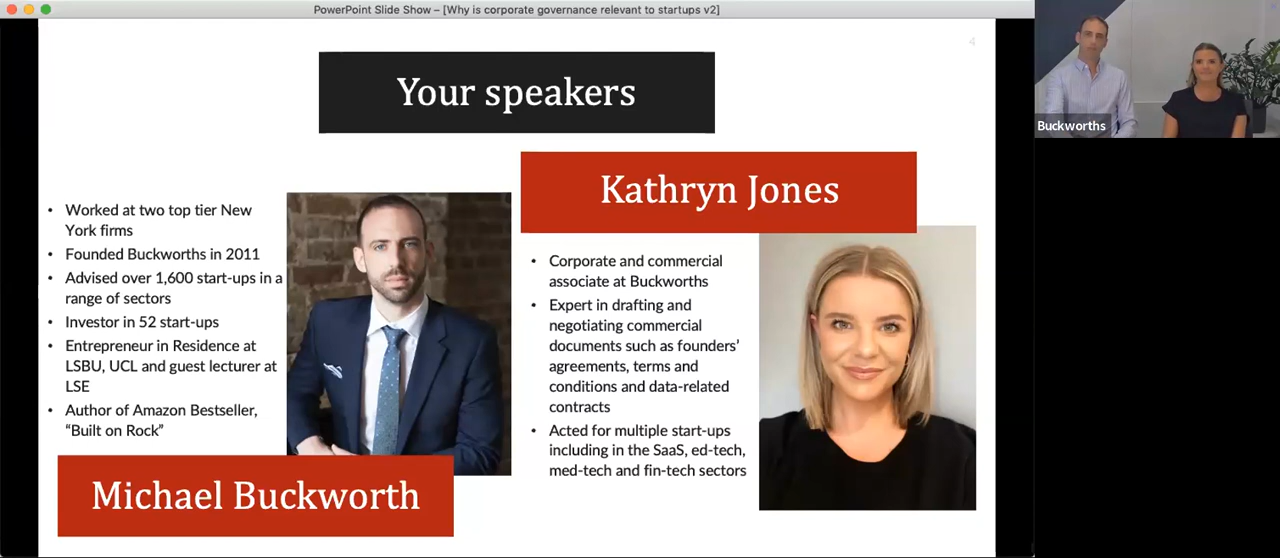 PowerPoint Slide Show – [Why is corporate governance relevant to startups v2]
4
Your speakers
Kathryn Jones
• Worked at two top tier New
York firms
• Founded Buckworths in 2011
• Advised over 1,600 start-ups in a
range of sectors
• Investor in 52 start-ups
• Entrepreneur in Residence at
LSBU, UCL and guest lecturer at
LSE
• Author of Amazon Bestseller,
“Built on Rock”
Michael Buckworth
• Corporate and commercial
associate at Buckworths
• Expert in drafting and
negotiating commercial
documents such as founders’
agreements, terms and
conditions and data-related
contracts
• Acted for multiple start-ups
including in the SaaS, ed-tech,
med-tech and fin-tech sectors
Buckworths